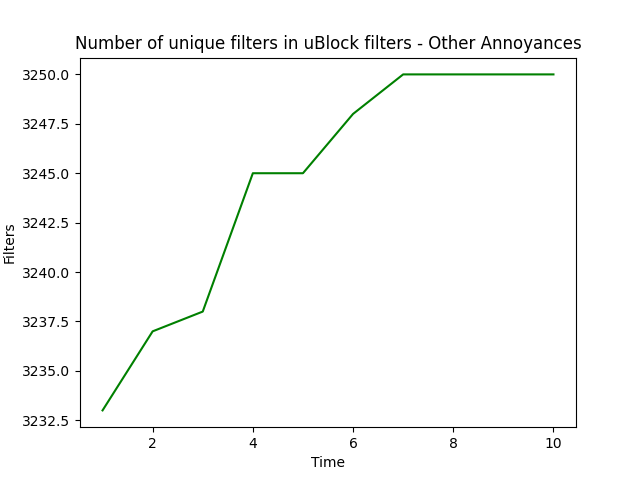 Number of unique filters in uBlock filters - Other Annoyances
3250.0
3247.5
3245.0
3242.5
3240.0
3237.5
3235.0
3232.5
Filters
2 4 6 8 10
Time